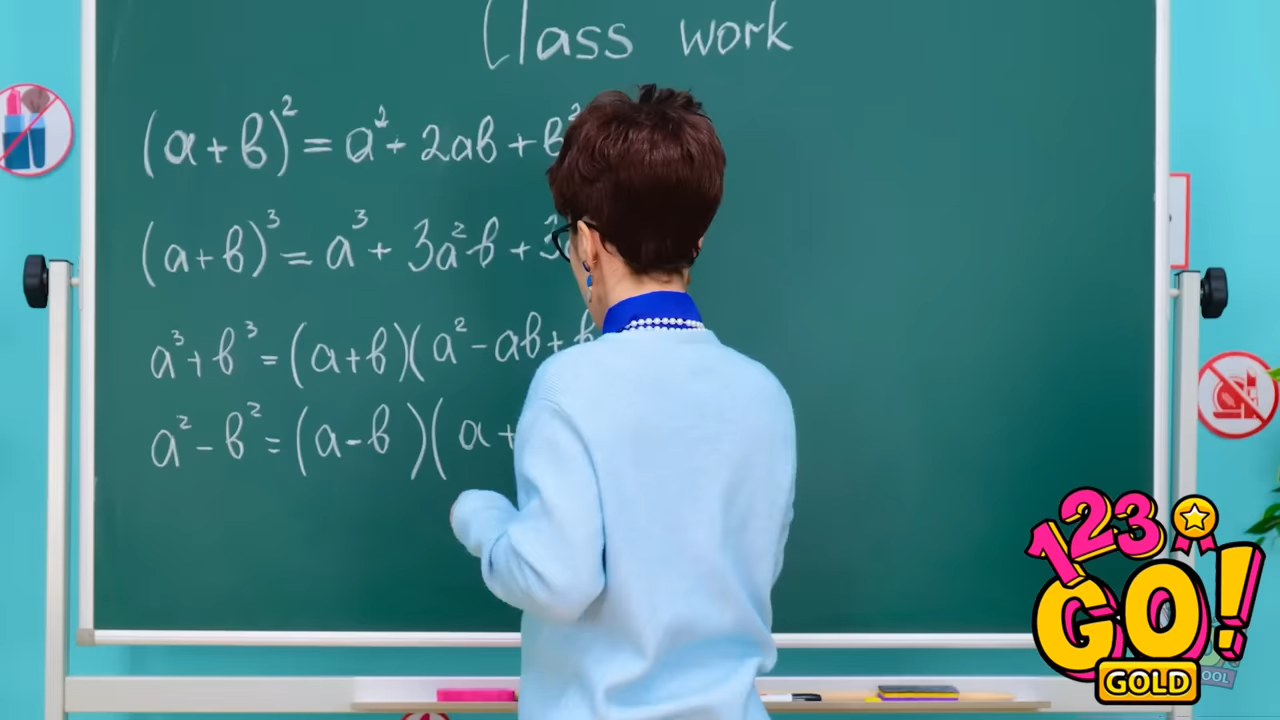 Class work
(a+b)² = a² + 2ab + b²
(a+b)³ = a³ + 3a²b + 3
a³ + b³ = (a+b)(a² - ab + b
a² - b² = (a-b)(a+
123
GO!
GOLD
OOL